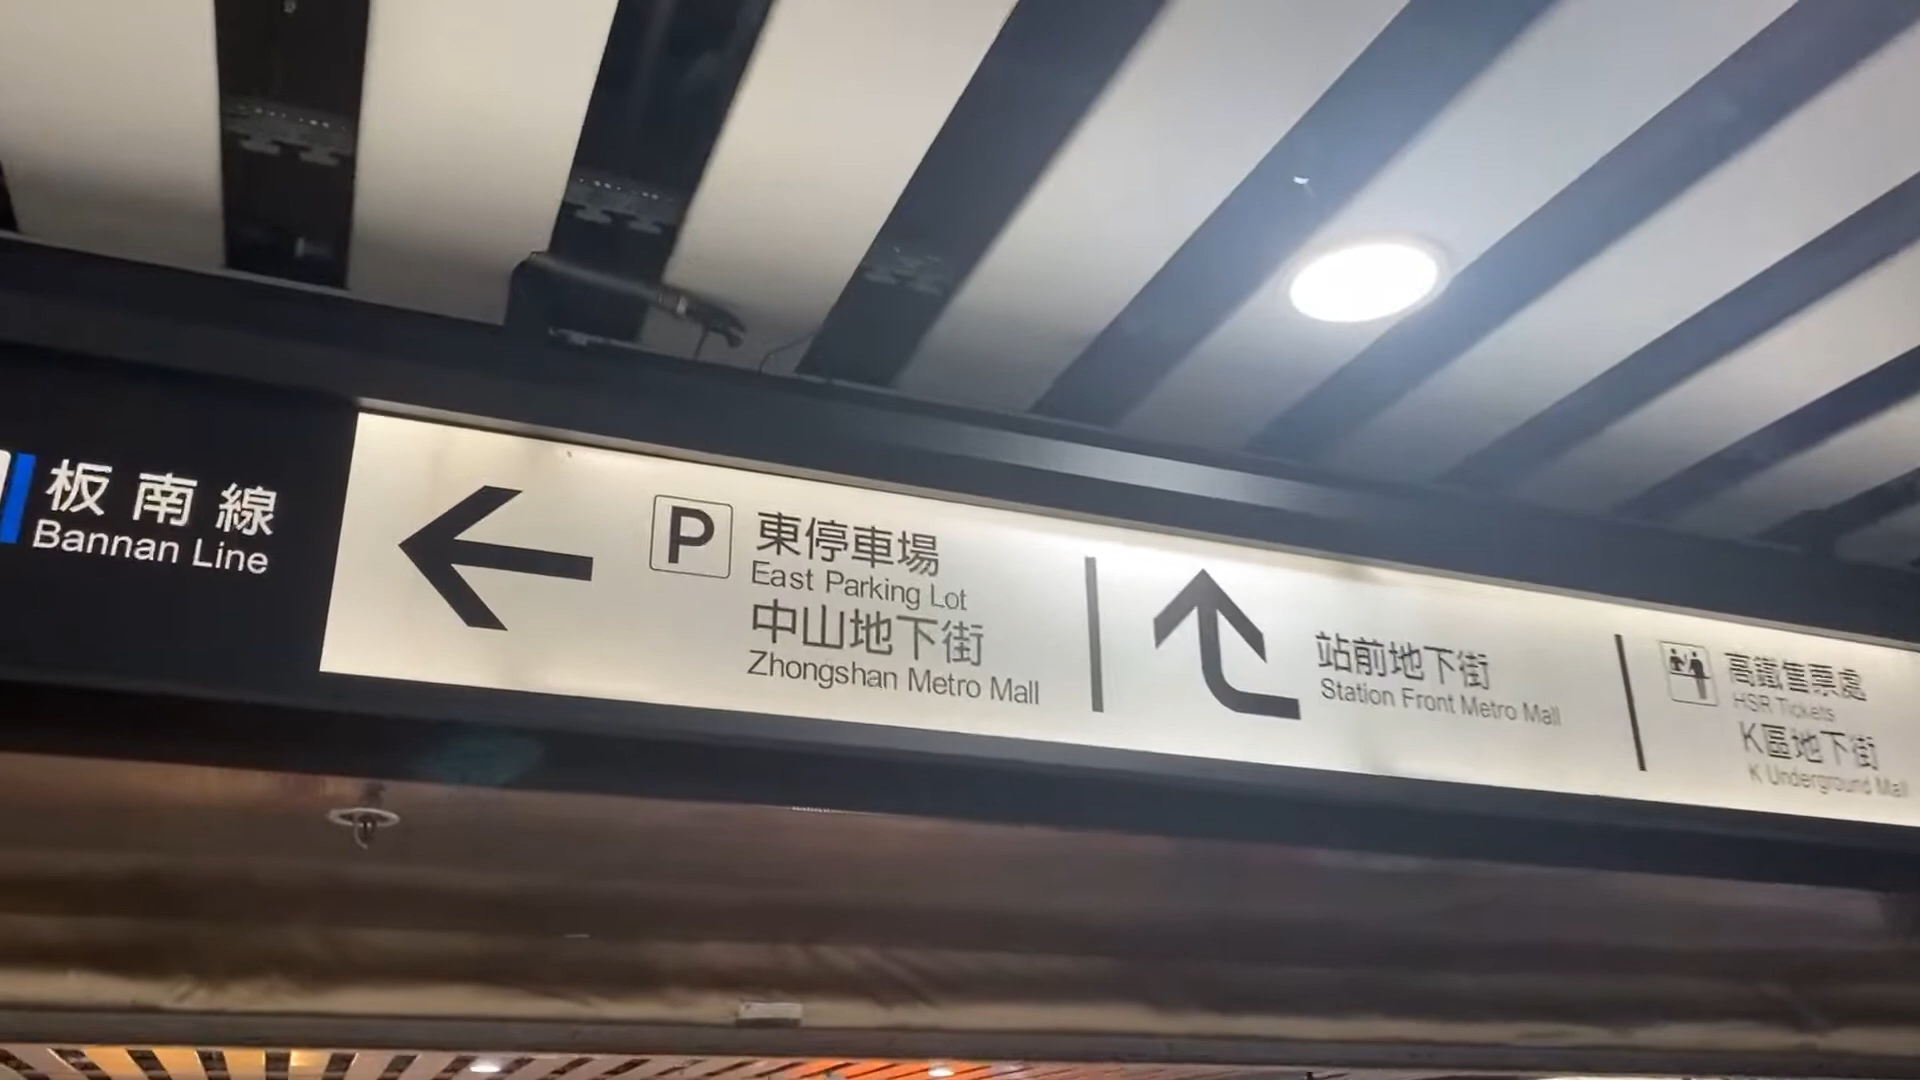 板南線
Bannan Line
P
東停車場
East Parking Lot
中山地下街
Zhongshan Metro Mall
站前地下街
Station Front Metro Mall
高鐵售票處
HSR Tickets
K區地下街
K Underground Mall